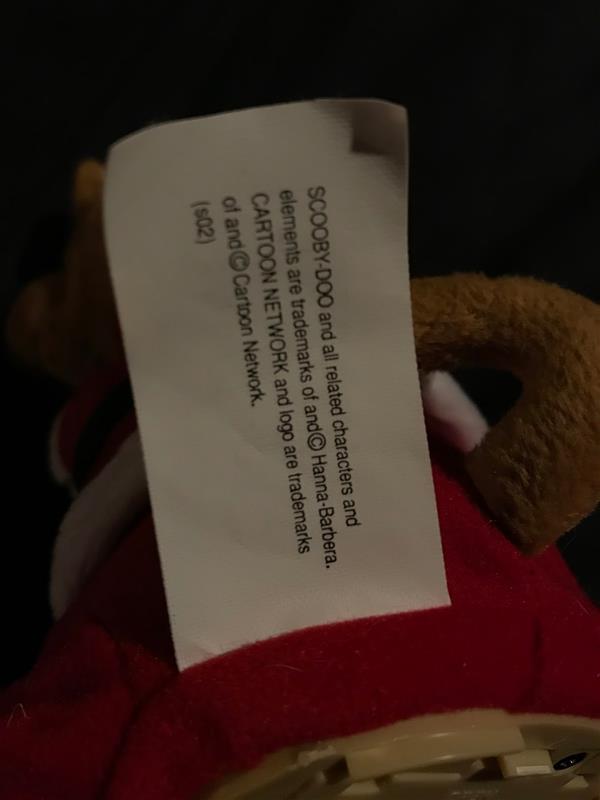 SCOOBY-DOO and all related characters and
elements are trademarks of and© Hanna-Barbera.
CARTOON NETWORK and logo are trademarks
of and© Cartoon Network.
(s02)